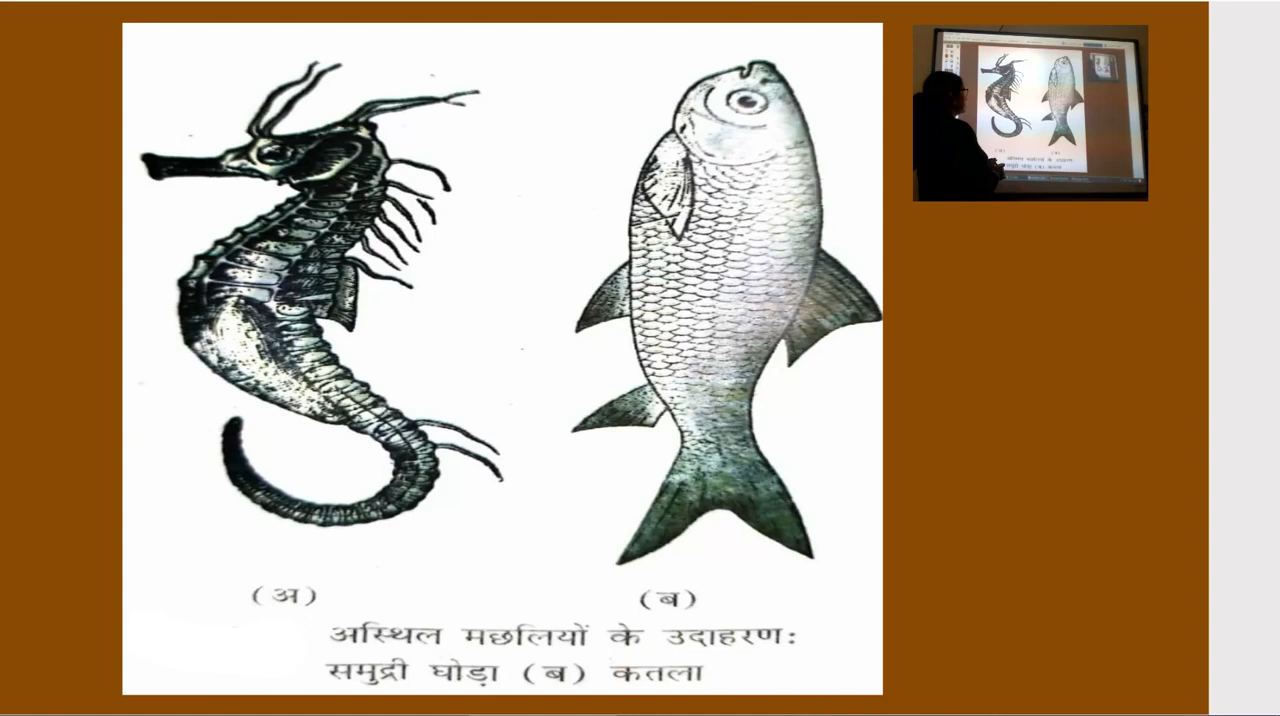 (अ) (ब)
अस्थिल मछलियों के उदाहरण:
समुद्री घोड़ा (ब) कतला